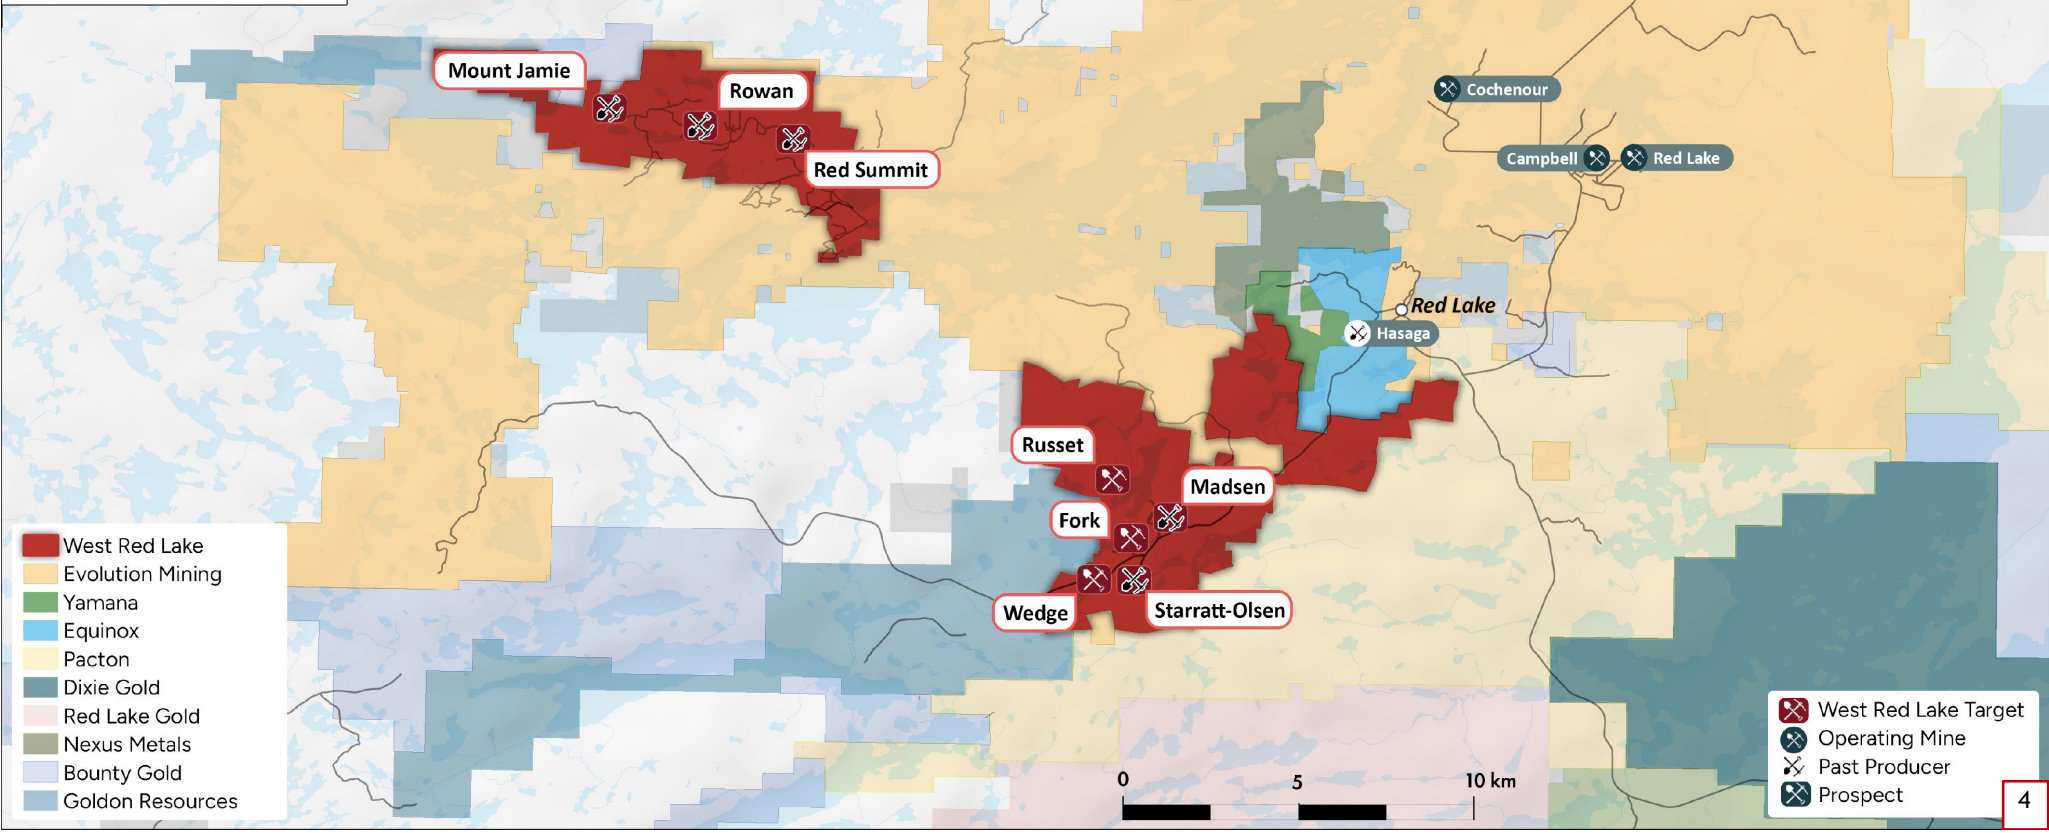 Mount Jamie
Rowan
Red Summit
Cochenour
Campbell
Red Lake
Red Lake
Hasaga
Russet
Madsen
Fork
Wedge
Starratt-Olsen
West Red Lake
Evolution Mining
Yamana
Equinox
Pacton
Dixie Gold
Red Lake Gold
Nexus Metals
Bounty Gold
Goldon Resources
0 5 10 km
West Red Lake Target
Operating Mine
Past Producer
Prospect
4